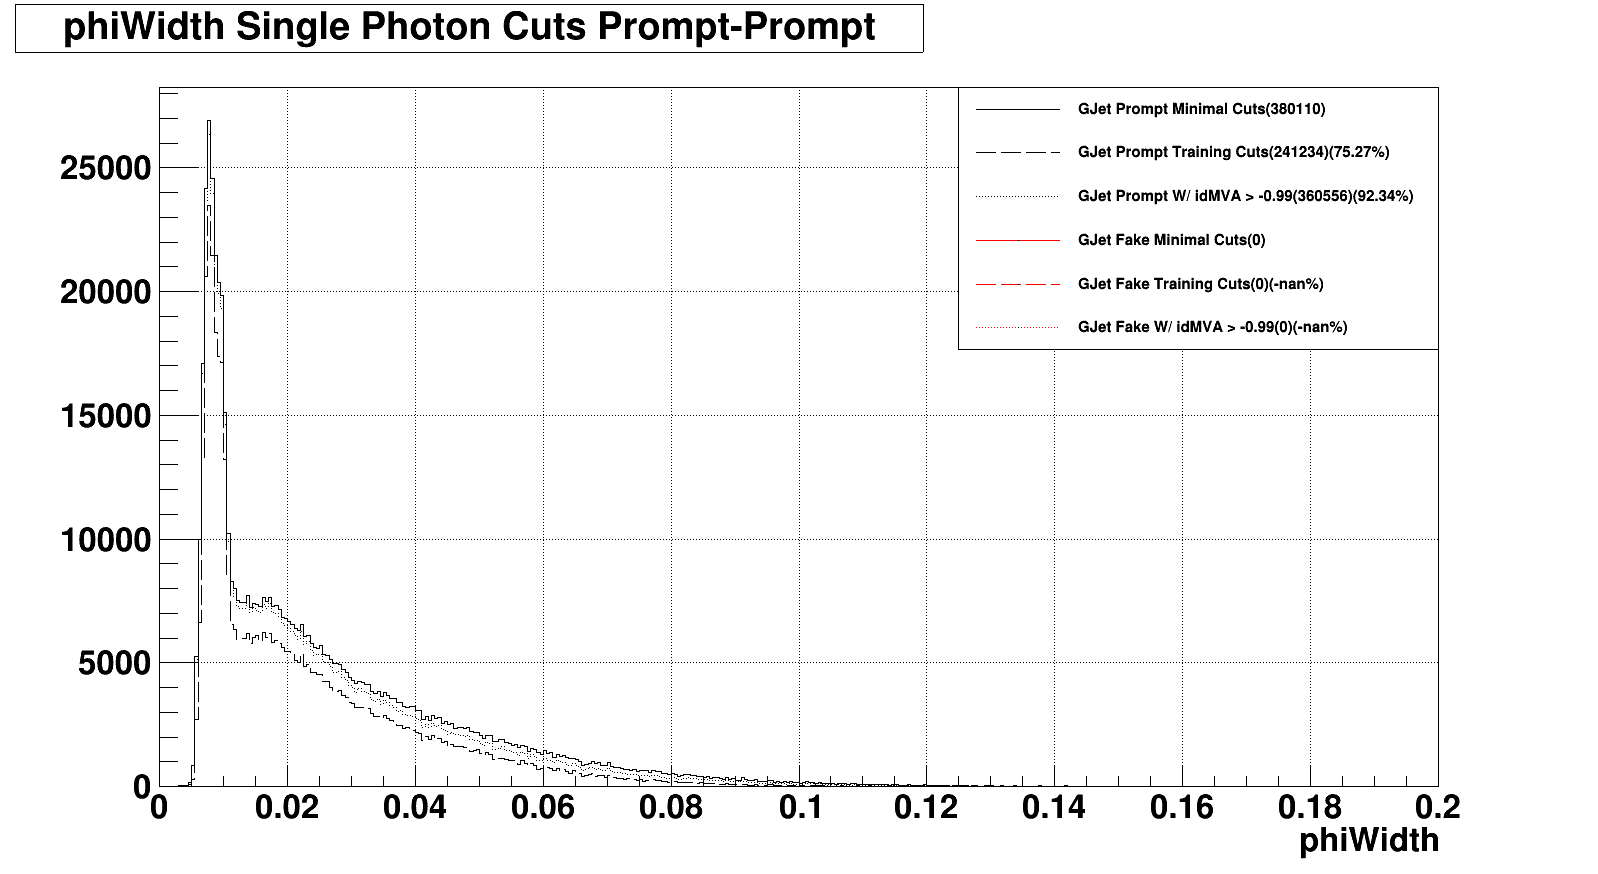 phiWidth Single Photon Cuts Prompt-Prompt
GJet Prompt Minimal Cuts(380110)
GJet Prompt Training Cuts(241234)(75.27%)
GJet Prompt W/ idMVA > -0.99(360556)(92.34%)
GJet Fake Minimal Cuts(0)
GJet Fake Training Cuts(0)(-nan%)
GJet Fake W/ idMVA > -0.99(0)(-nan%)
25000
20000
15000
10000
5000
0
0 0.02 0.04 0.06 0.08 0.1 0.12 0.14 0.16 0.18 0.2
phiWidth